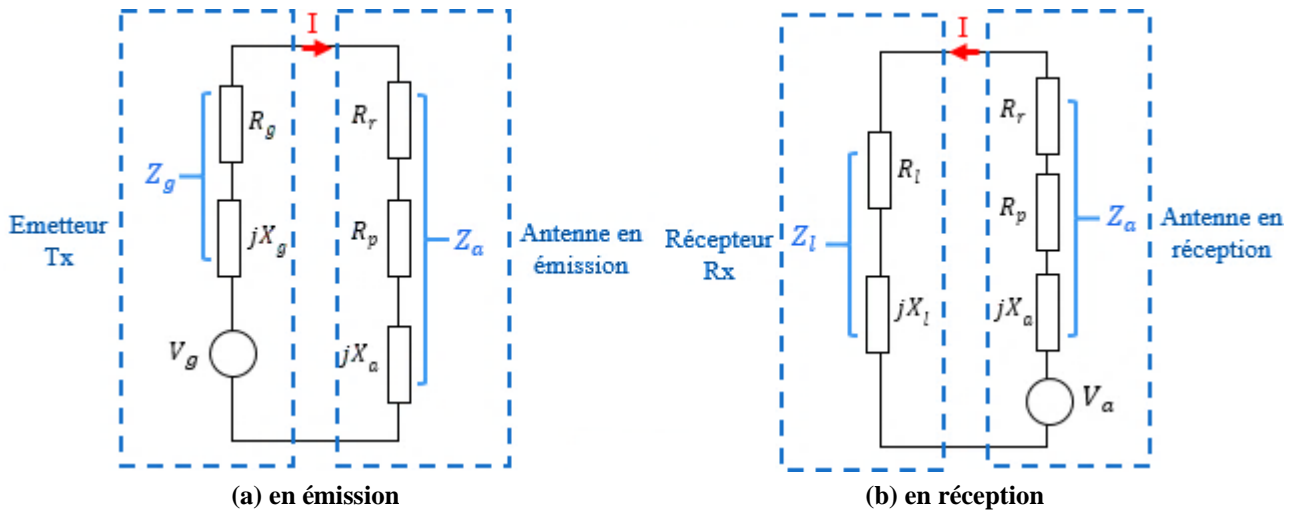 I
R_g
Z_g
jX_g
V_g
Emetteur
Tx
R_r
R_p
Z_a
jX_a
Antenne en
émission
(a) en émission
I
R_r
R_l
R_p
Z_l
Z_a
Récepteur
Rx
jX_l
jX_a
V_a
Antenne en
réception
(b) en réception